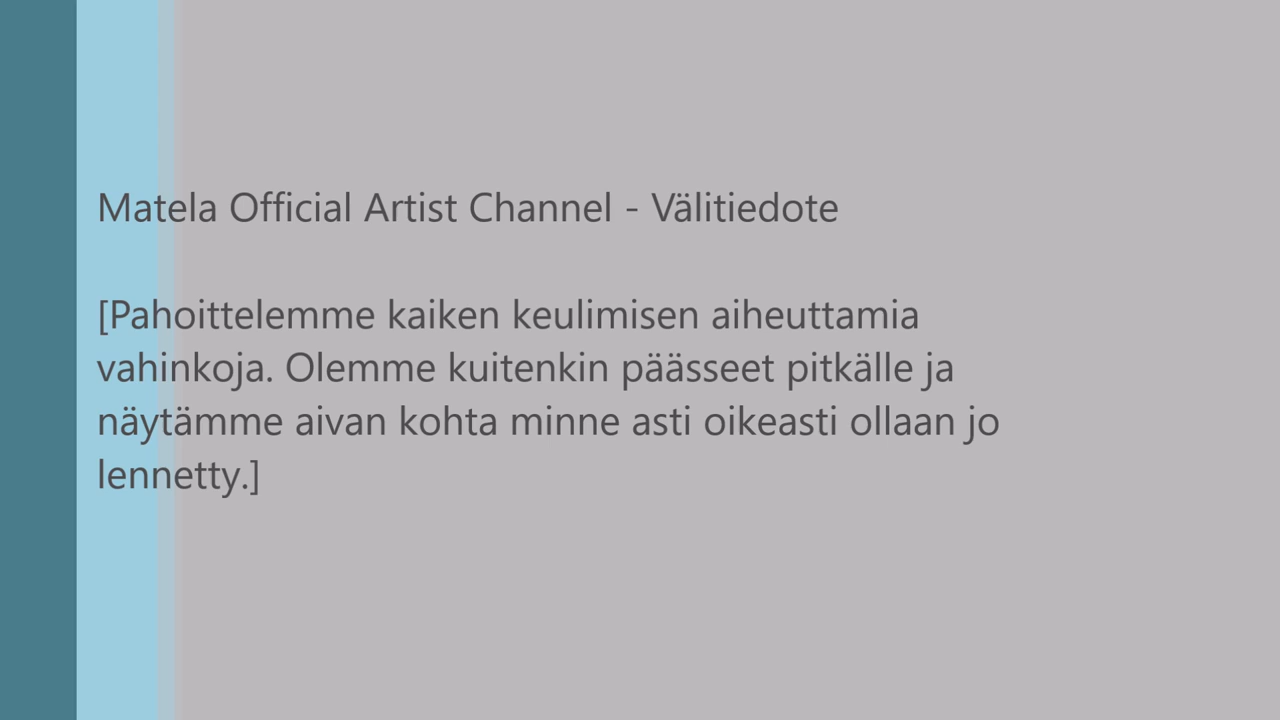 Matela Official Artist Channel - Välitiedote
[Pahoittelemme kaiken keulimisen aiheuttamia
vahinkoja. Olemme kuitenkin päässeet pitkälle ja
näytämme aivan kohta minne asti oikeasti ollaan jo
lennetty.]